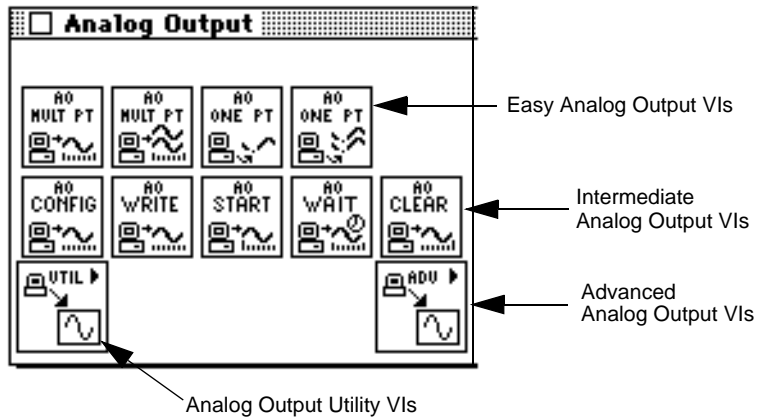 Analog Output
AO
MULT PT
AO
MULT PT
AO
ONE PT
AO
ONE PT
Easy Analog Output VIs
AO
CONFIG
AO
WRITE
AO
START
AO
WAIT
AO
CLEAR
Intermediate
Analog Output VIs
UTIL
ADV
Advanced
Analog Output VIs
Analog Output Utility VIs